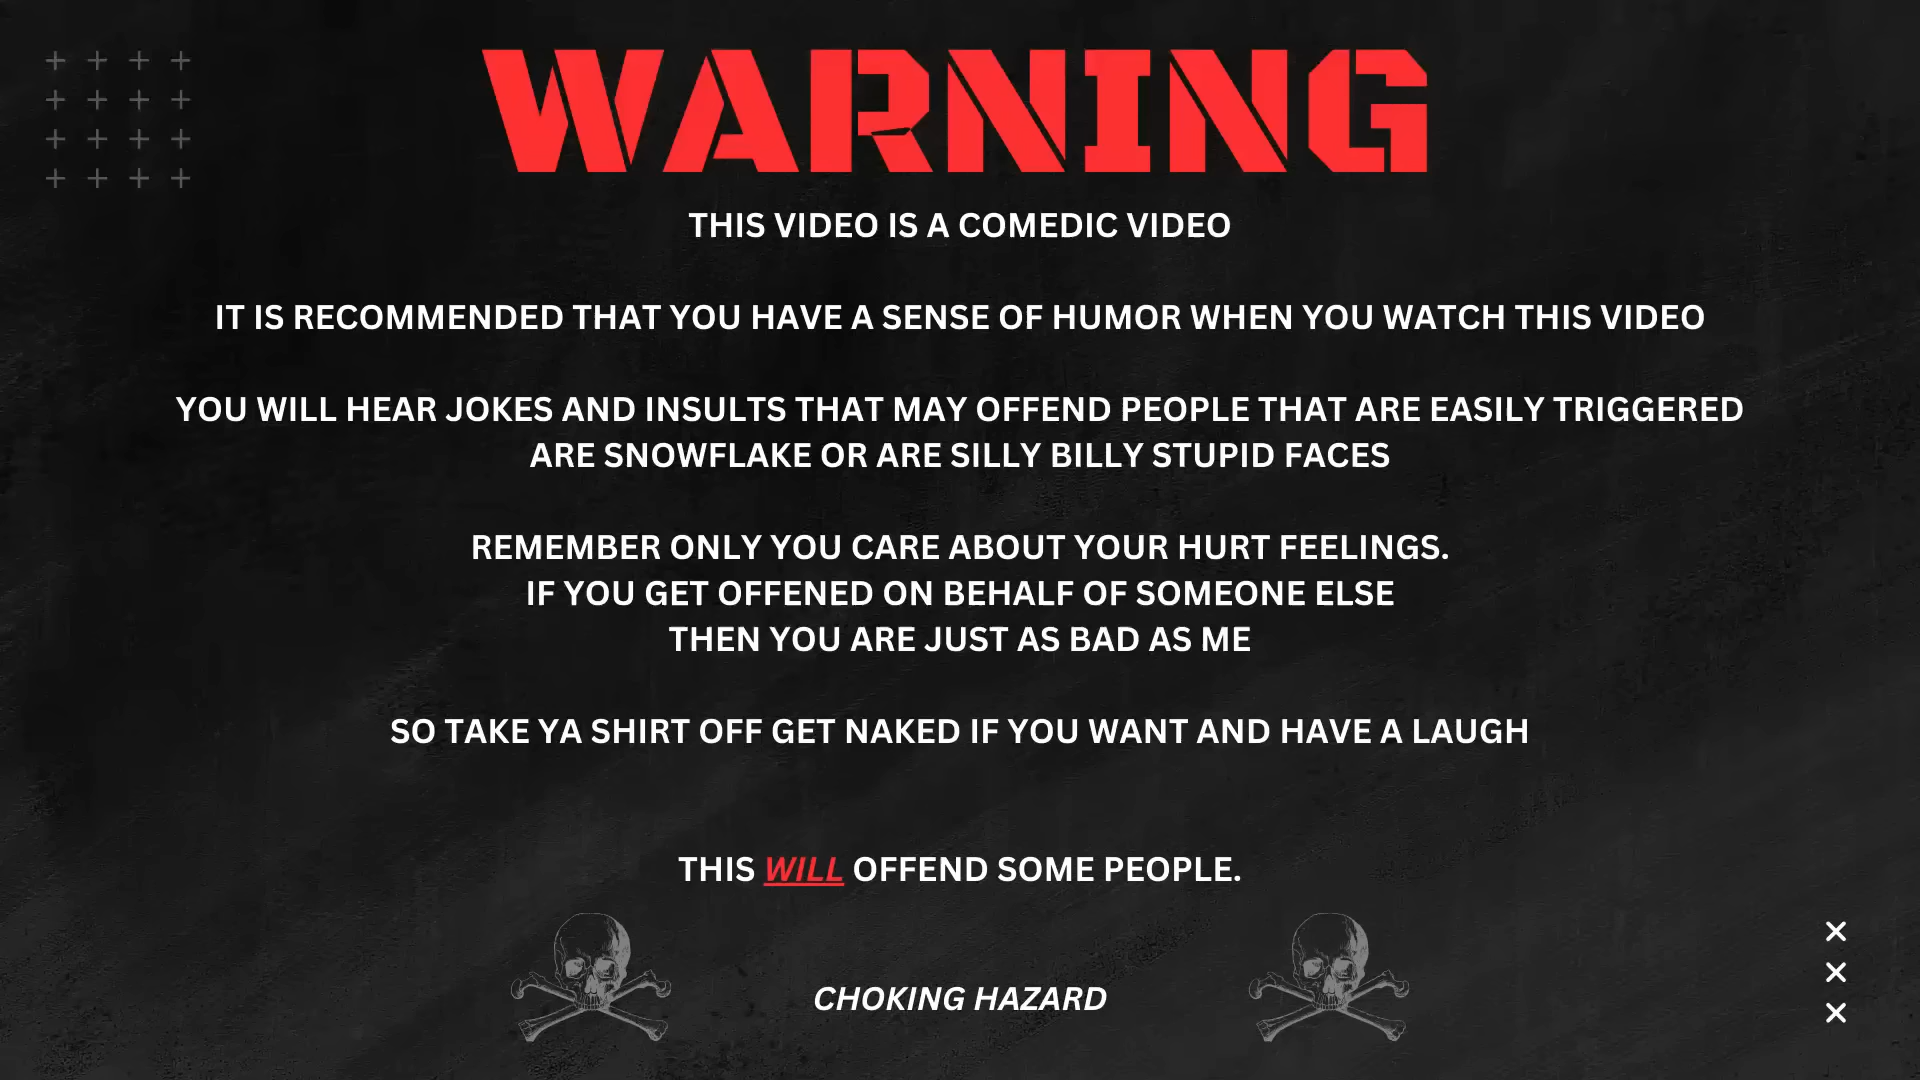 WARNING
THIS VIDEO IS A COMEDIC VIDEO
IT IS RECOMMENDED THAT YOU HAVE A SENSE OF HUMOR WHEN YOU WATCH THIS VIDEO
YOU WILL HEAR JOKES AND INSULTS THAT MAY OFFEND PEOPLE THAT ARE EASILY TRIGGERED
ARE SNOWFLAKE OR ARE SILLY BILLY STUPID FACES
REMEMBER ONLY YOU CARE ABOUT YOUR HURT FEELINGS.
IF YOU GET OFFENED ON BEHALF OF SOMEONE ELSE
THEN YOU ARE JUST AS BAD AS ME
SO TAKE YA SHIRT OFF GET NAKED IF YOU WANT AND HAVE A LAUGH
THIS WILL OFFEND SOME PEOPLE.
CHOKING HAZARD